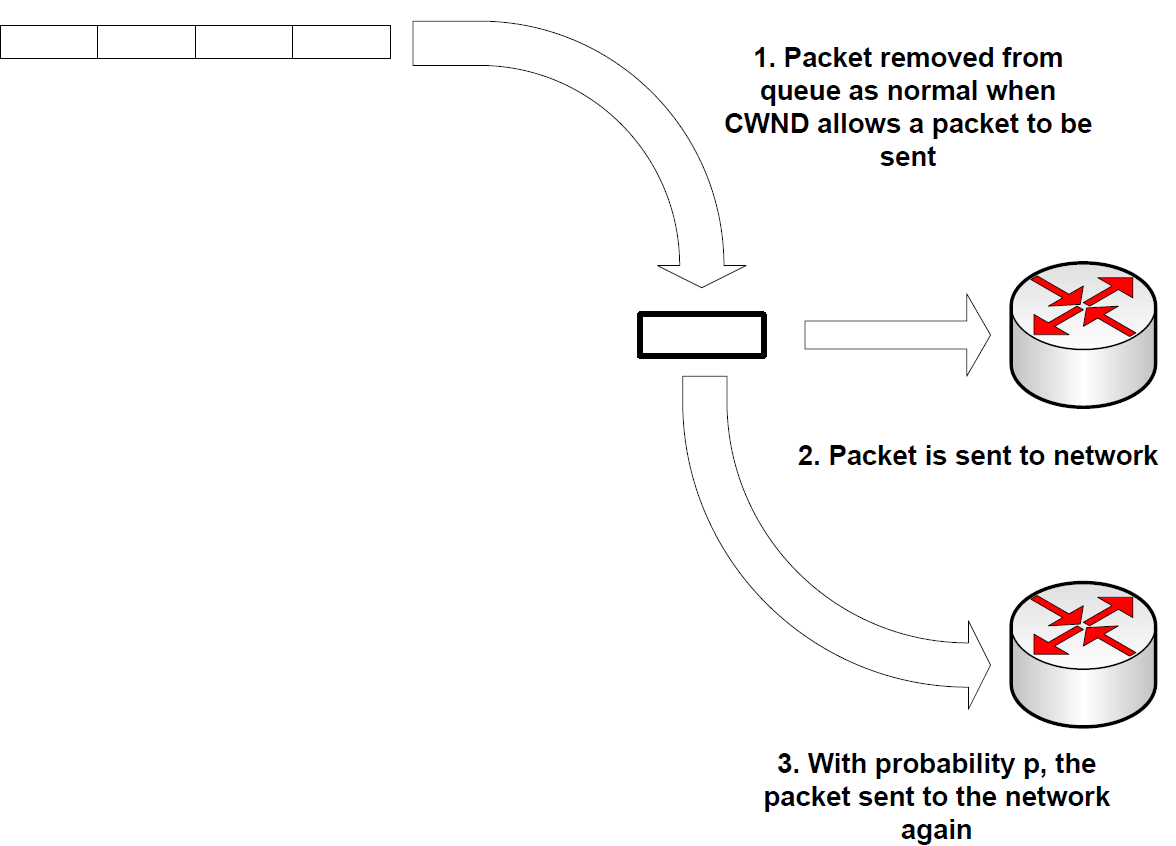 1. Packet removed from
queue as normal when
CWND allows a packet to be
sent
2. Packet is sent to network
3. With probability p, the
packet sent to the network
again